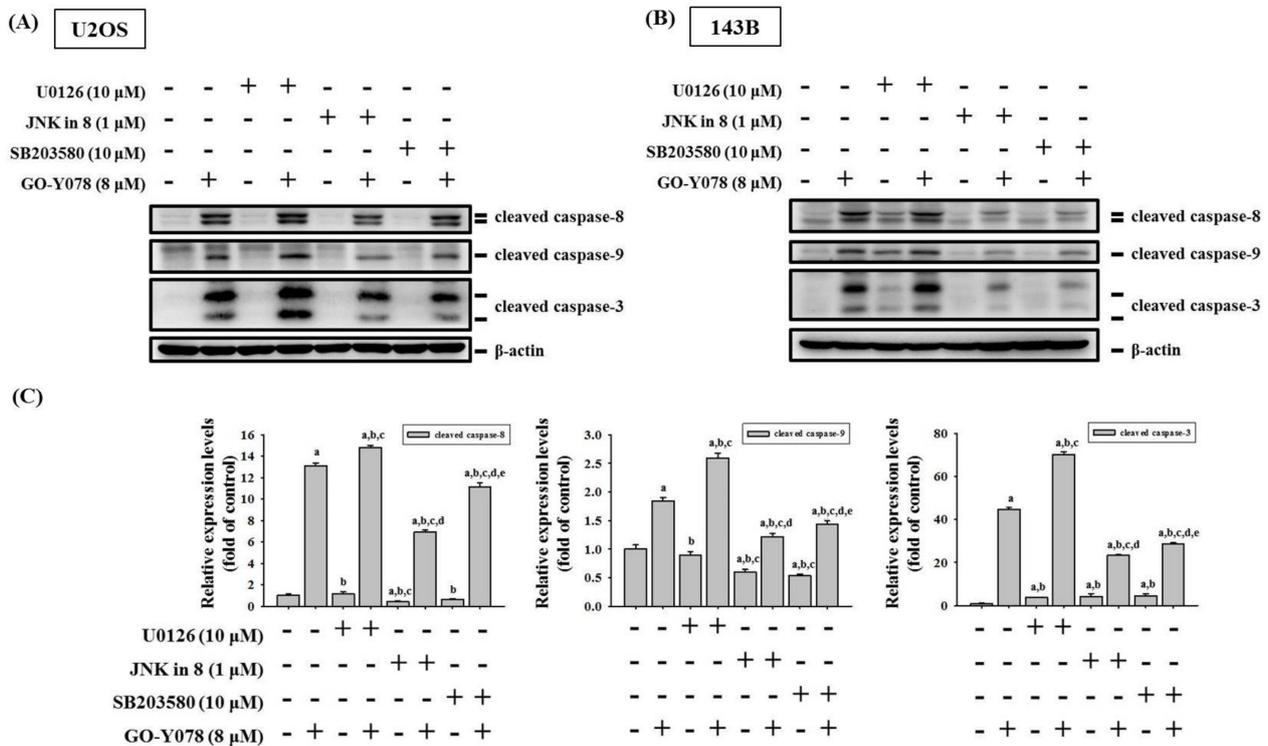 (A)
U2OS
U0126 (10 μM) - - + + - - - -
JNK in 8 (1 μM) - - - - + + - -
SB203580 (10 μM) - - - - - - + +
GO-Y078 (8 μM) - + - + - + - +
cleaved caspase-8
cleaved caspase-9
cleaved caspase-3
β-actin
(B)
143B
U0126 (10 μM) - - + + - - - -
JNK in 8 (1 μM) - - - - + + - -
SB203580 (10 μM) - - - - - - + +
GO-Y078 (8 μM) - + - + - + - +
cleaved caspase-8
cleaved caspase-9
cleaved caspase-3
β-actin
(C)
Relative expression levels
(fold of control)
16
14
12
10
8
6
4
2
0
cleaved caspase-8
a
b
a,b,c
a,b,c
a,b,c,d
b
a,b,c,d,e
Relative expression levels
(fold of control)
3.0
2.5
2.0
1.5
1.0
0.5
0.0
cleaved caspase-9
a
b
a,b,c
a,b,c
a,b,c,d
a,b,c
a,b,c,d,e
Relative expression levels
(fold of control)
80
60
40
20
0
cleaved caspase-3
a
a,b
a,b,c
a,b
a,b,c,d
a,b
a,b,c,d,e
U0126 (10 μM) - - + + - - - - - - + + - - - - - - + + - - - -
JNK in 8 (1 μM) - - - - + + - - - - - - + + - - - - - - + + - -
SB203580 (10 μM) - - - - - - + + - - - - - - + + - - - - - - + +
GO-Y078 (8 μM) - + - + - + - + - + - + - + - + - + - + - + - +